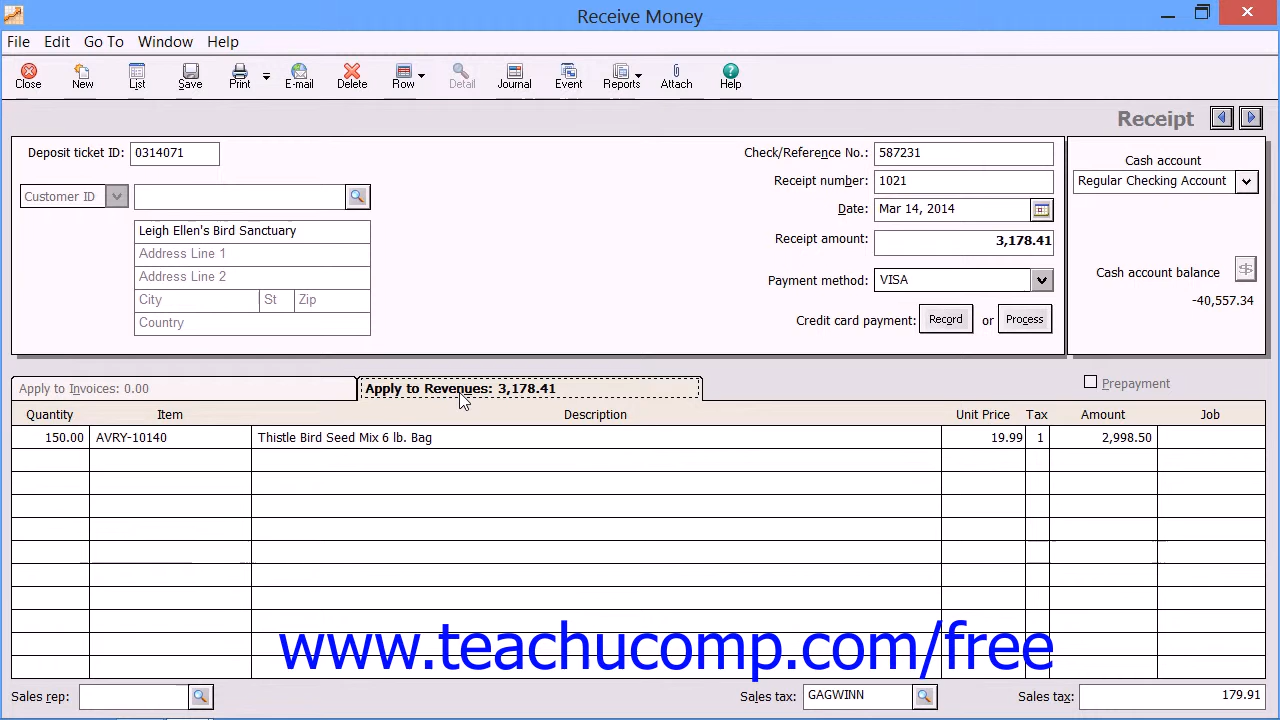 Receive Money
File Edit Go To Window Help
Close New List Save Print E-mail Delete Row Detail Journal Event Reports Attach Help
Receipt
Deposit ticket ID: 0314071
Customer ID
Leigh Ellen's Bird Sanctuary
Address Line 1
Address Line 2
City St Zip
Country
Check/Reference No.: 587231
Receipt number: 1021
Date: Mar 14, 2014
Receipt amount: 3,178.41
Payment method: VISA
Credit card payment: Record or Process
Cash account
Regular Checking Account
Cash account balance
-40,557.34
Apply to Invoices: 0.00 Apply to Revenues: 3,178.41 Prepayment
Quantity Item Description Unit Price Tax Amount Job
150.00 AVRY-10140 Thistle Bird Seed Mix 6 lb. Bag 19.99 1 2,998.50
www.teachucomp.com/free
Sales rep: Sales tax: GAGWINN Sales tax: 179.91